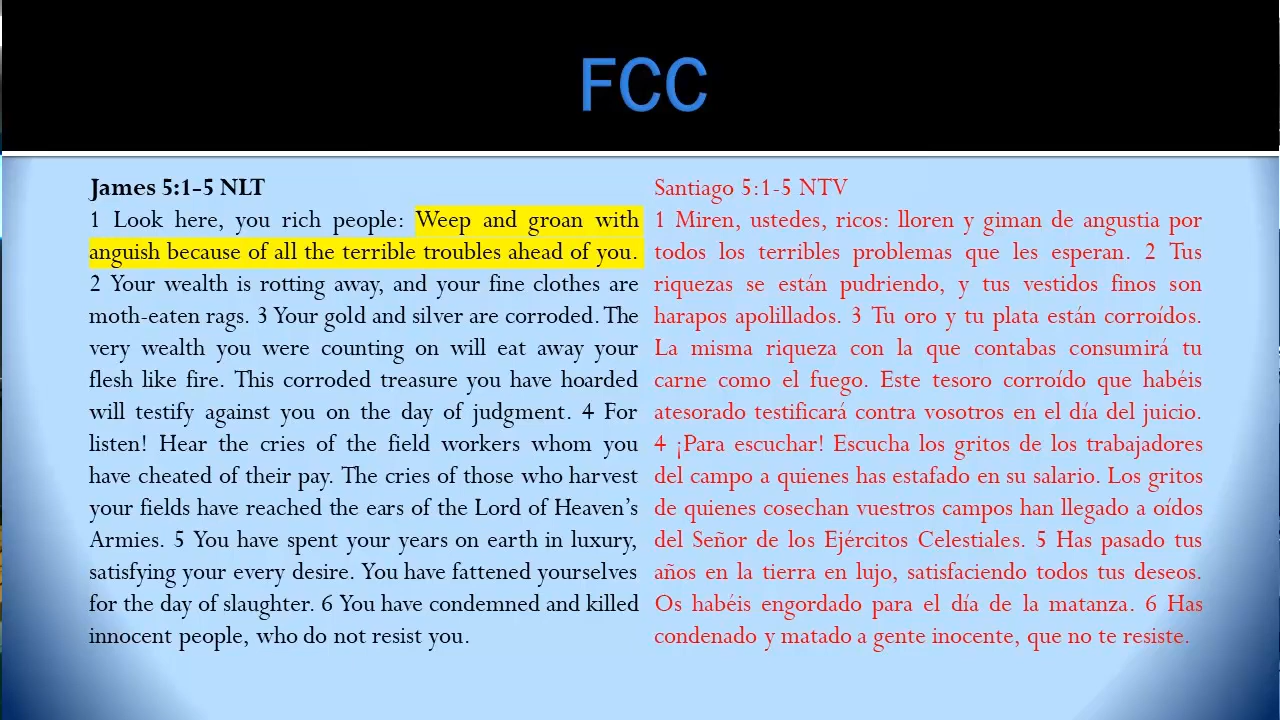 FCC
James 5:1-5 NLT
1 Look here, you rich people: Weep and groan with
anguish because of all the terrible troubles ahead of you.
2 Your wealth is rotting away, and your fine clothes are
moth-eaten rags. 3 Your gold and silver are corroded. The
very wealth you were counting on will eat away your
flesh like fire. This corroded treasure you have hoarded
will testify against you on the day of judgment. 4 For
listen! Hear the cries of the field workers whom you
have cheated of their pay. The cries of those who harvest
your fields have reached the ears of the Lord of Heaven’s
Armies. 5 You have spent your years on earth in luxury,
satisfying your every desire. You have fattened yourselves
for the day of slaughter. 6 You have condemned and killed
innocent people, who do not resist you.
Santiago 5:1-5 NTV
1 Miren, ustedes, ricos: lloren y giman de angustia por
todos los terribles problemas que les esperan. 2 Tus
riquezas se están pudriendo, y tus vestidos finos son
harapos apolillados. 3 Tu oro y tu plata están corroídos.
La misma riqueza con la que contabas consumirá tu
carne como el fuego. Este tesoro corroído que habéis
atesorado testificará contra vosotros en el día del juicio.
4 ¡Para escuchar! Escucha los gritos de los trabajadores
del campo a quienes has estafado en su salario. Los gritos
de quienes cosechan vuestros campos han llegado a oídos
del Señor de los Ejércitos Celestiales. 5 Has pasado tus
años en la tierra en lujo, satisfaciendo todos tus deseos.
Os habéis engordado para el día de la matanza. 6 Has
condenado y matado a gente inocente, que no te resiste.